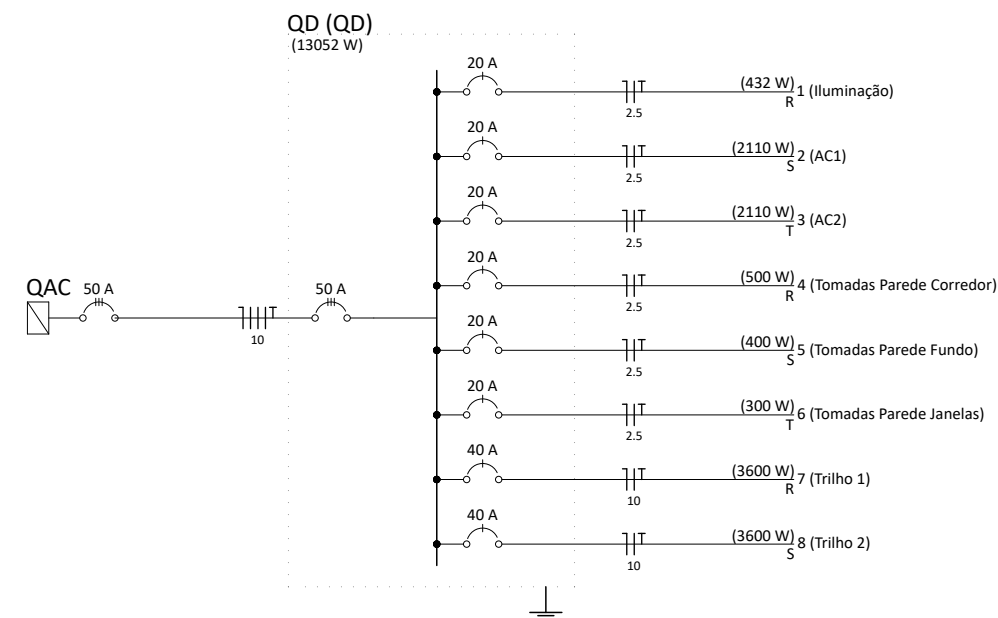 QD (QD)
(13052 W)
20 A
(432 W) 1 (Iluminação)
2.5
R
20 A
(2110 W) 2 (AC1)
2.5
S
20 A
(2110 W) 3 (AC2)
2.5
T
20 A
(500 W) 4 (Tomadas Parede Corredor)
2.5
R
QAC
50 A
10
50 A
20 A
(400 W) 5 (Tomadas Parede Fundo)
2.5
S
20 A
(300 W) 6 (Tomadas Parede Janelas)
2.5
T
40 A
(3600 W) 7 (Trilho 1)
10
R
40 A
(3600 W) 8 (Trilho 2)
10
S